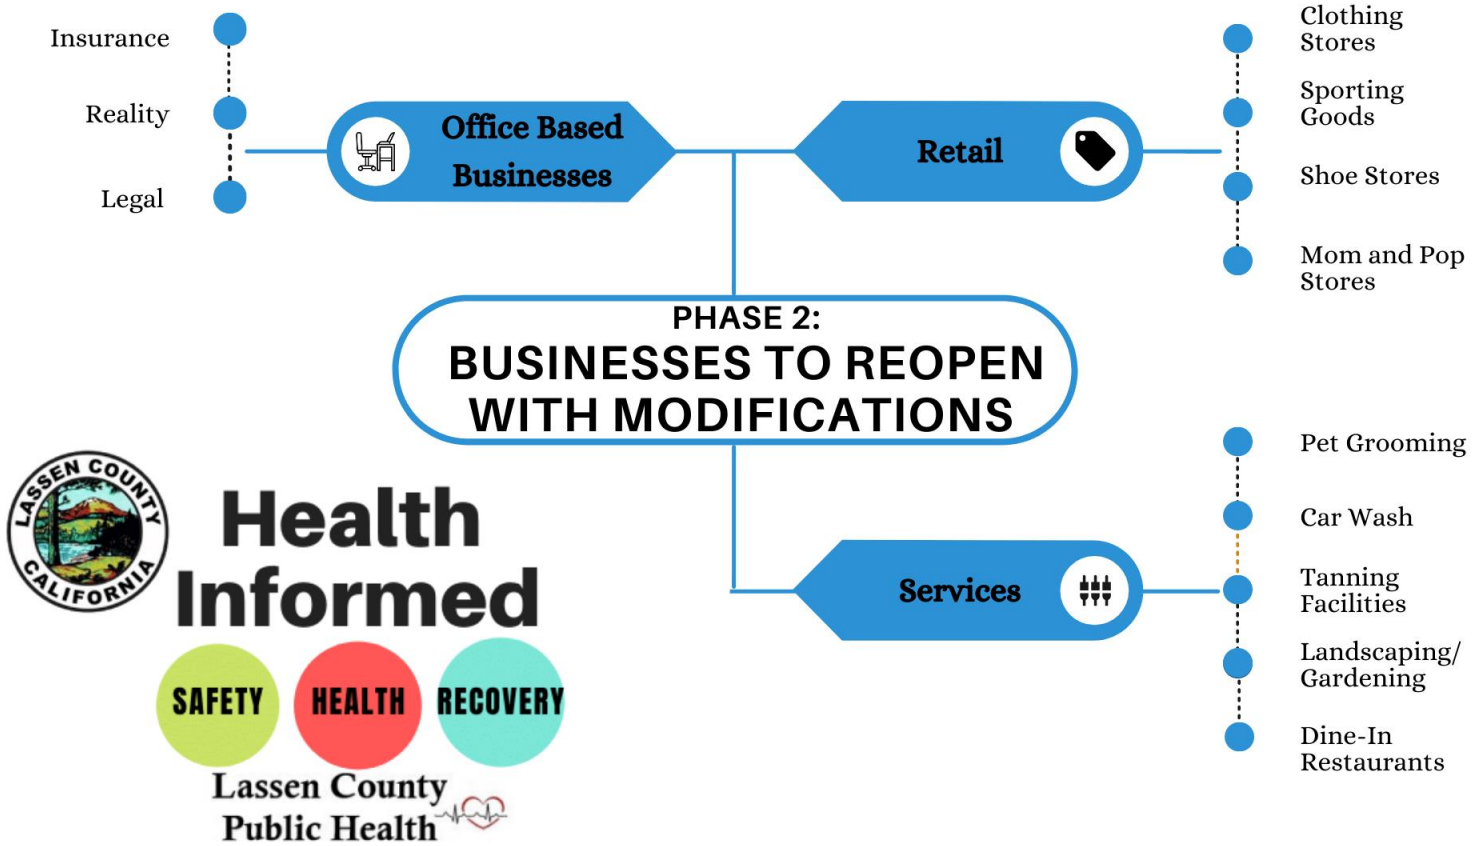 Insurance
Reality
Legal
Office Based
Businesses
Retail
Clothing
Stores
Sporting
Goods
Shoe Stores
Mom and Pop
Stores
PHASE 2:
BUSINESSES TO REOPEN
WITH MODIFICATIONS
Services
Pet Grooming
Car Wash
Tanning
Facilities
Landscaping/
Gardening
Dine-In
Restaurants
LASSEN COUNTY
CALIFORNIA
Health
Informed
SAFETY
HEALTH
RECOVERY
Lassen County
Public Health